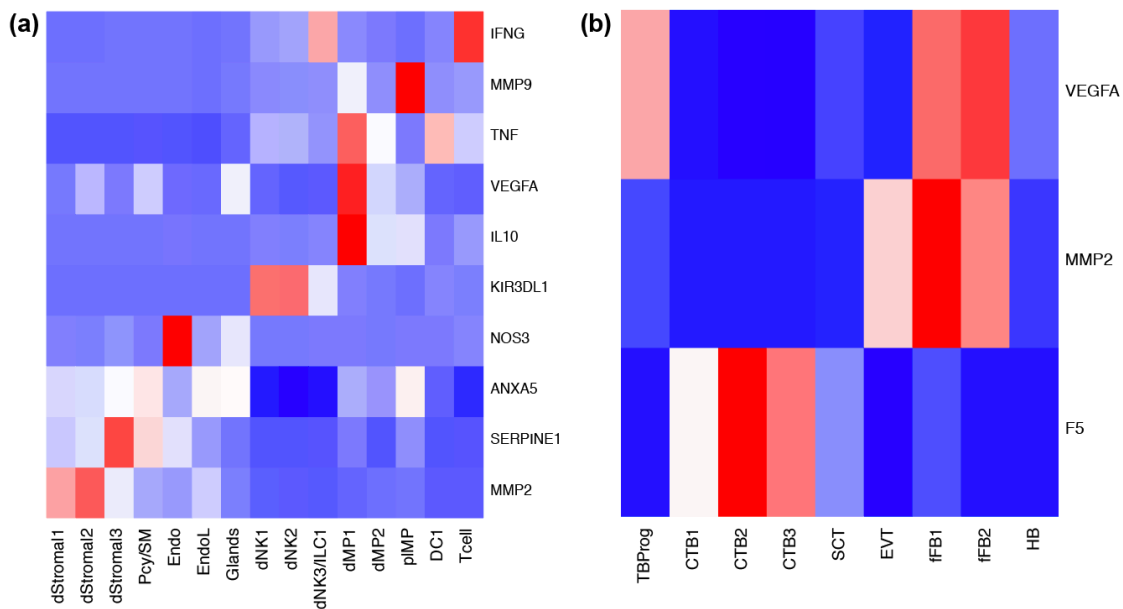 (a)
IFNG
MMP9
TNF
VEGFA
IL10
KIR3DL1
NOS3
ANXA5
SERPINE1
MMP2
dStromal1
dStromal2
dStromal3
Pcy/SM
Endo
EndoL
Glands
dNK1
dNK2
dNK3/ILC1
dMP1
dMP2
plMP
DC1
Tcell
(b)
VEGFA
MMP2
F5
TBProg
CTB1
CTB2
CTB3
SCT
EVT
fFB1
fFB2
HB